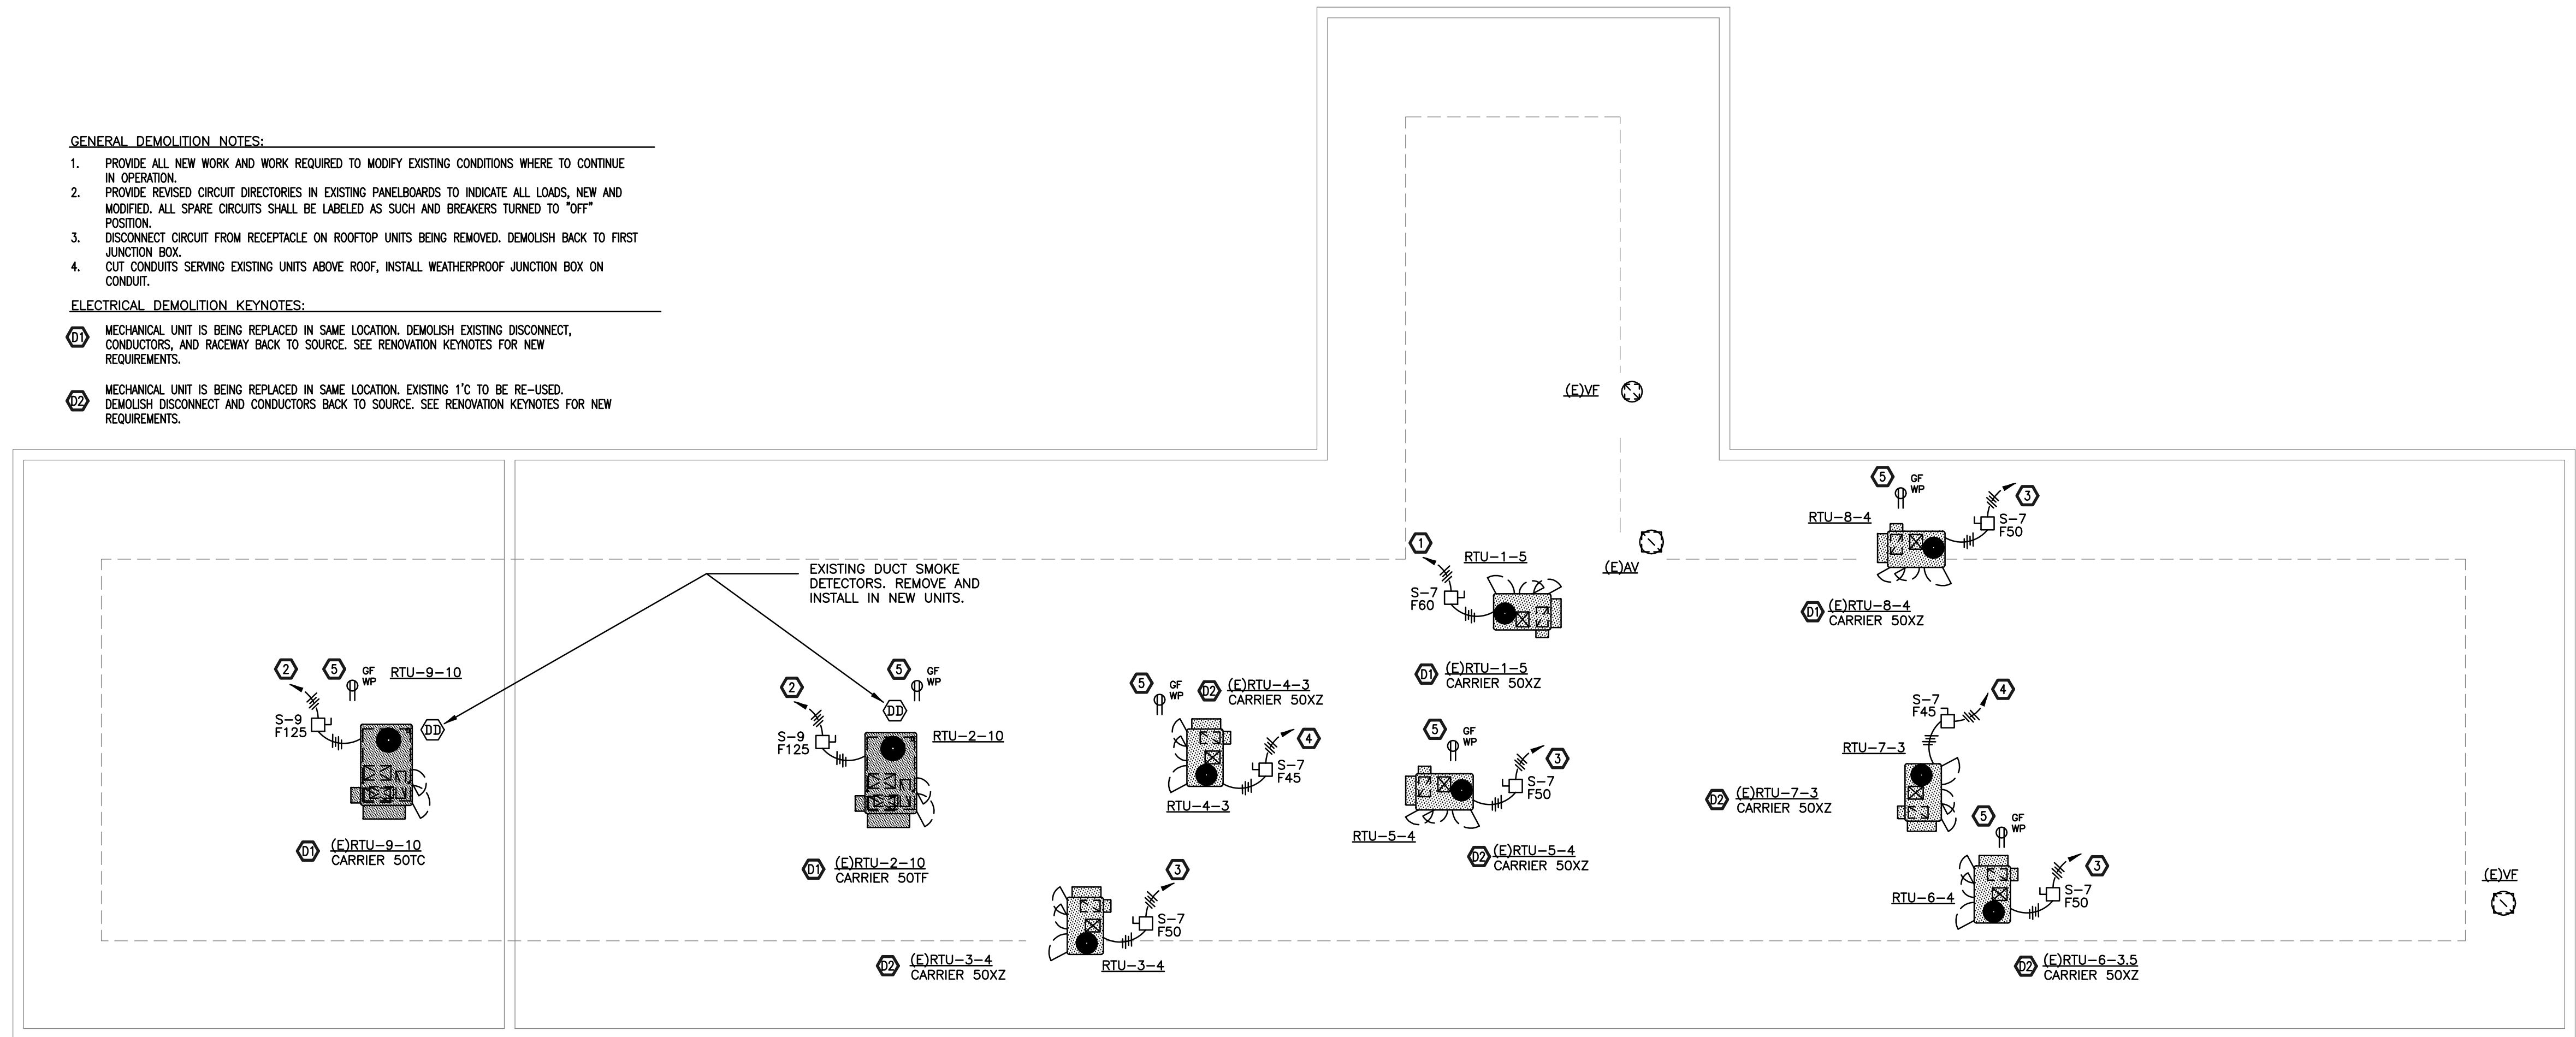 GENERAL DEMOLITION NOTES:
1. PROVIDE ALL NEW WORK AND WORK REQUIRED TO MODIFY EXISTING CONDITIONS WHERE TO CONTINUE
IN OPERATION.
2. PROVIDE REVISED CIRCUIT DIRECTORIES IN EXISTING PANELBOARDS TO INDICATE ALL LOADS, NEW AND
MODIFIED. ALL SPARE CIRCUITS SHALL BE LABELED AS SUCH AND BREAKERS TURNED TO "OFF"
POSITION.
3. DISCONNECT CIRCUIT FROM RECEPTACLE ON ROOFTOP UNITS BEING REMOVED. DEMOLISH BACK TO FIRST
JUNCTION BOX.
4. CUT CONDUITS SERVING EXISTING UNITS ABOVE ROOF, INSTALL WEATHERPROOF JUNCTION BOX ON
CONDUIT.
ELECTRICAL DEMOLITION KEYNOTES:
D1 MECHANICAL UNIT IS BEING REPLACED IN SAME LOCATION. DEMOLISH EXISTING DISCONNECT,
CONDUCTORS, AND RACEWAY BACK TO SOURCE. SEE RENOVATION KEYNOTES FOR NEW
REQUIREMENTS.
D2 MECHANICAL UNIT IS BEING REPLACED IN SAME LOCATION. EXISTING 1'C TO BE RE-USED.
DEMOLISH DISCONNECT AND CONDUCTORS BACK TO SOURCE. SEE RENOVATION KEYNOTES FOR NEW
REQUIREMENTS.
(E)VF
(E)AV
EXISTING DUCT SMOKE
DETECTORS. REMOVE AND
INSTALL IN NEW UNITS.
2
5
GF
WP
RTU-9-10
S-9
F125
DD
D1
(E)RTU-9-10
CARRIER 50TC
2
5
GF
WP
DD
S-9
F125
RTU-2-10
D1
(E)RTU-2-10
CARRIER 50TF
5
GF
WP
D2
(E)RTU-4-3
CARRIER 50XZ
4
S-7
F45
RTU-4-3
3
S-7
F50
D2
(E)RTU-3-4
CARRIER 50XZ
RTU-3-4
1
RTU-1-5
S-7
F60
D1
(E)RTU-1-5
CARRIER 50XZ
5
GF
WP
3
S-7
F50
RTU-5-4
D2
(E)RTU-5-4
CARRIER 50XZ
5
GF
WP
3
RTU-8-4
S-7
F50
D1
(E)RTU-8-4
CARRIER 50XZ
4
S-7
F45
RTU-7-3
D2
(E)RTU-7-3
CARRIER 50XZ
5
GF
WP
3
RTU-6-4
S-7
F50
D2
(E)RTU-6-3.5
CARRIER 50XZ
(E)VF